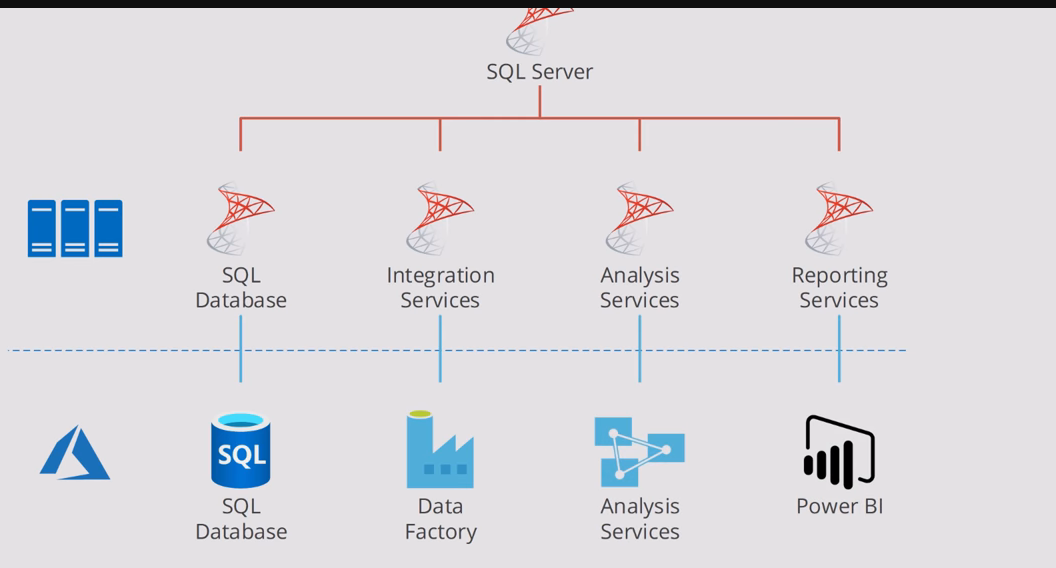 SQL Server
SQL
Database
Integration
Services
Analysis
Services
Reporting
Services
SQL
SQL
Database
Data
Factory
Analysis
Services
Power BI